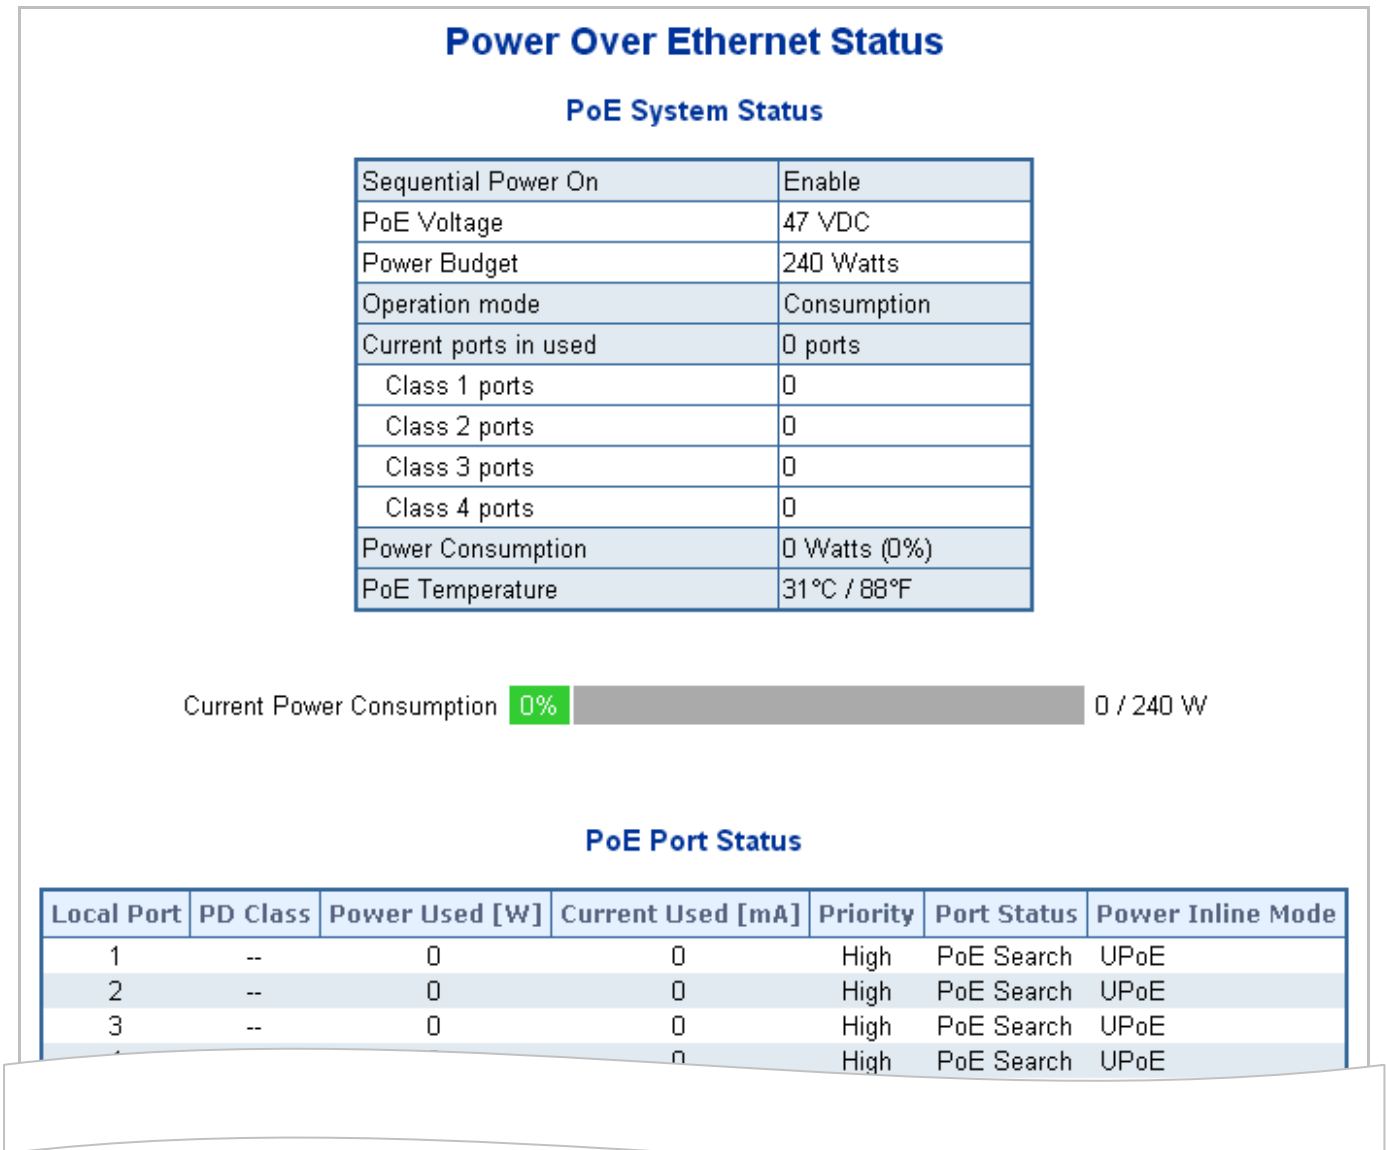 Power Over Ethernet Status
PoE System Status
Sequential Power On Enable
PoE Voltage 47 VDC
Power Budget 240 Watts
Operation mode Consumption
Current ports in used 0 ports
Class 1 ports 0
Class 2 ports 0
Class 3 ports 0
Class 4 ports 0
Power Consumption 0 Watts (0%)
PoE Temperature 31°C / 88°F
Current Power Consumption 0% 0 / 240 W
PoE Port Status
Local Port PD Class Power Used [W] Current Used [mA] Priority Port Status Power Inline Mode
1 -- 0 0 High PoE Search UPoE
2 -- 0 0 High PoE Search UPoE
3 -- 0 0 High PoE Search UPoE
0 High PoE Search UPoE